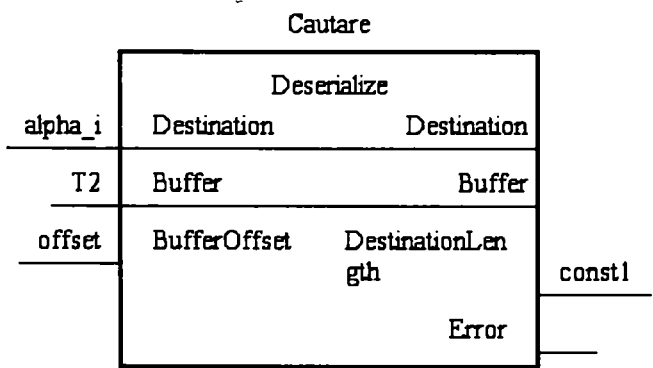 Cautare
Deserialize
alpha_i Destination Destination
T2 Buffer Buffer
offset BufferOffset DestinationLen
gth const1
Error